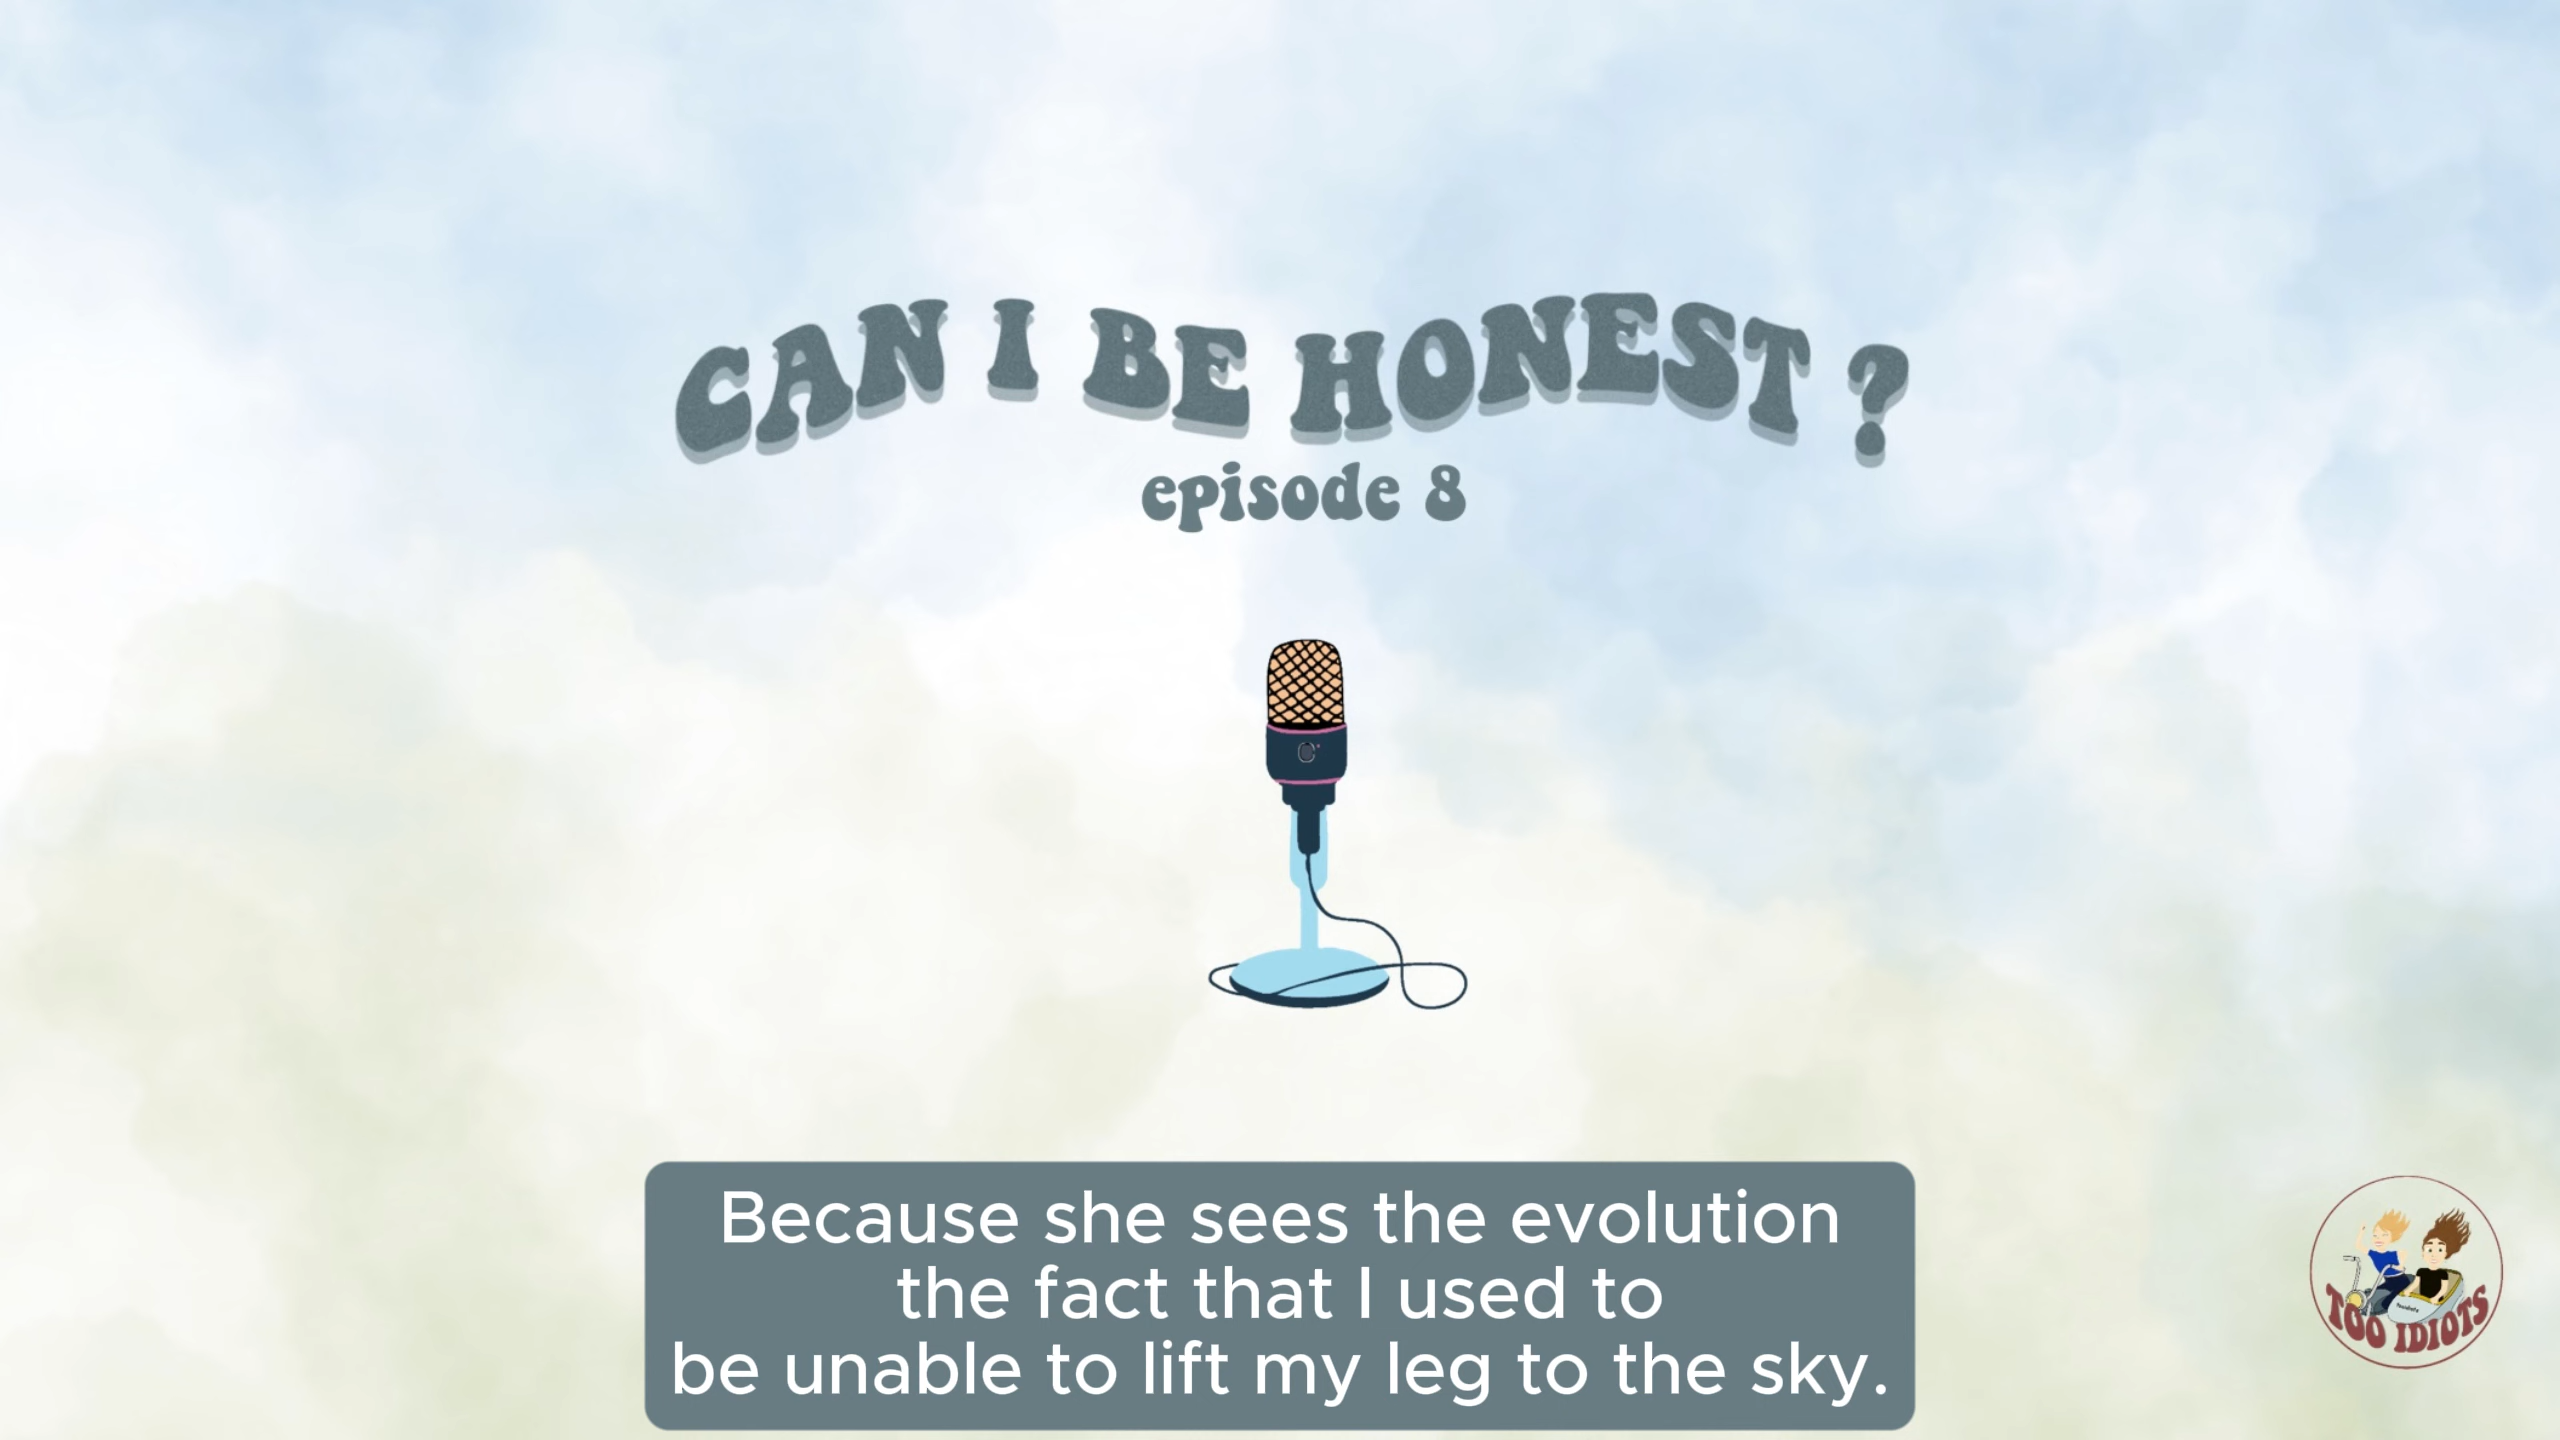 CAN I BE HONEST ?
episode 8
Because she sees the evolution
the fact that I used to
be unable to lift my leg to the sky.
TOO IDIOTS